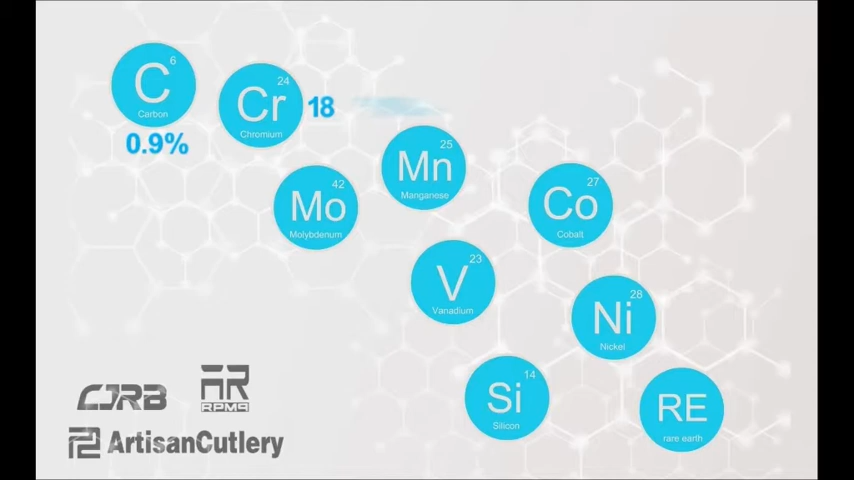 6
C
Carbon
0.9%
24
Cr
Chromium
18
42
Mo
Molybdenum
25
Mn
Manganese
27
Co
Cobalt
23
V
Vanadium
28
Ni
Nickel
14
Si
Silicon
RE
rare earth
CJRB
AR
RPM9
ArtisanCutlery